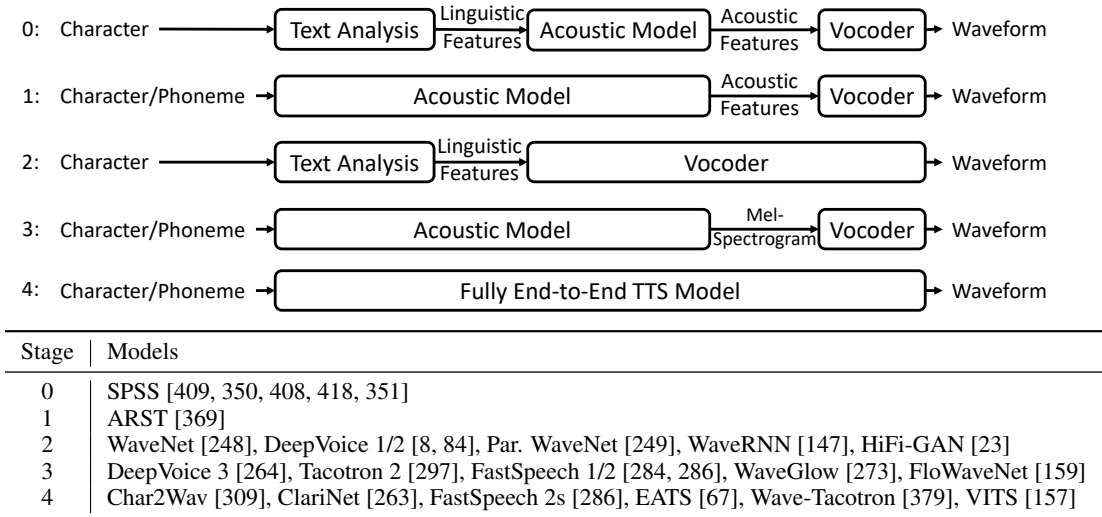 0: Character Text Analysis Linguistic Features Acoustic Model Acoustic Features Vocoder Waveform
1: Character/Phoneme Acoustic Model Acoustic Features Vocoder Waveform
2: Character Text Analysis Linguistic Features Vocoder Waveform
3: Character/Phoneme Acoustic Model Mel-Spectrogram Vocoder Waveform
4: Character/Phoneme Fully End-to-End TTS Model Waveform
Stage Models
0 SPSS [409, 350, 408, 418, 351]
1 ARST [369]
2 WaveNet [248], DeepVoice 1/2 [8, 84], Par. WaveNet [249], WaveRNN [147], HiFi-GAN [23]
3 DeepVoice 3 [264], Tacotron 2 [297], FastSpeech 1/2 [284, 286], WaveGlow [273], FloWaveNet [159]
4 Char2Wav [309], ClariNet [263], FastSpeech 2s [286], EATS [67], Wave-Tacotron [379], VITS [157]